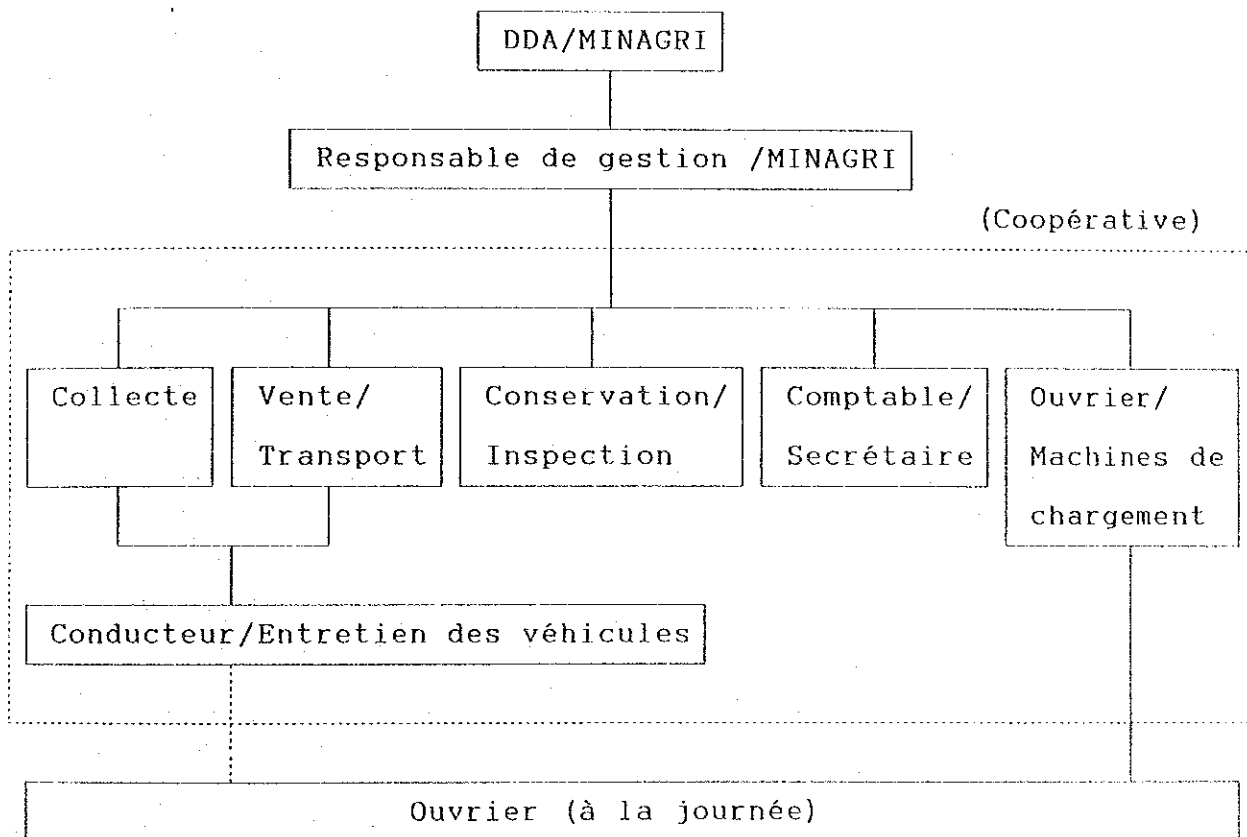 DDA/MINAGRI
Responsable de gestion /MINAGRI
(Coopérative)
Collecte
Vente/
Transport
Conservation/
Inspection
Comptable/
Secrétaire
Ouvrier/
Machines de
chargement
Conducteur/Entretien des véhicules
Ouvrier (à la journée)